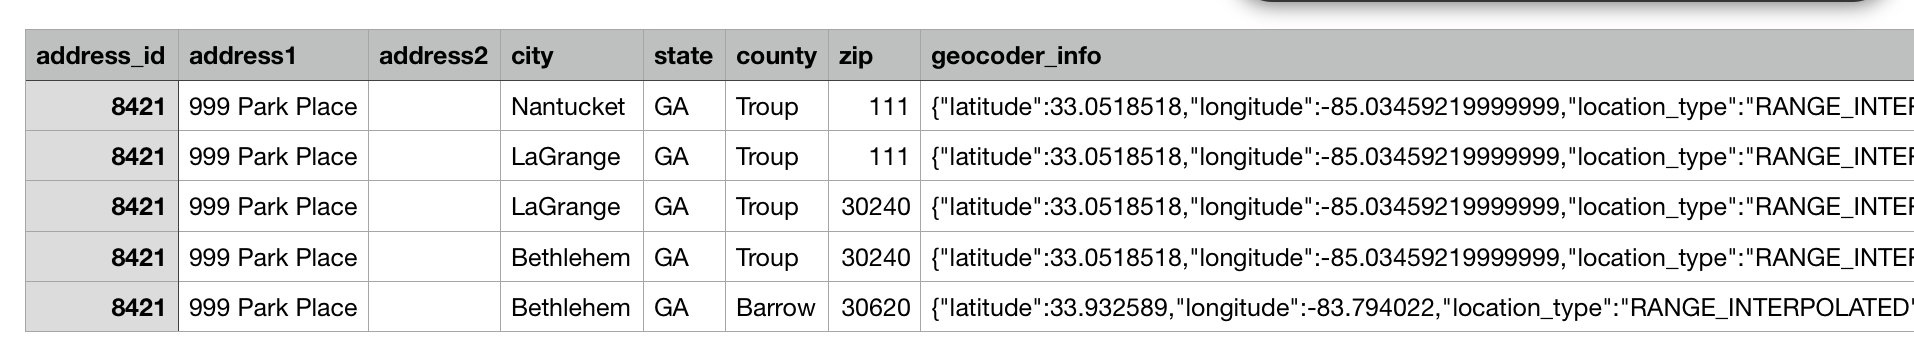 address_id address1 address2 city state county zip geocoder_info
8421 999 Park Place Nantucket GA Troup 111 {"latitude":33.0518518,"longitude":-85.03459219999999,"location_type":"RANGE_INTER
8421 999 Park Place LaGrange GA Troup 111 {"latitude":33.0518518,"longitude":-85.03459219999999,"location_type":"RANGE_INTER
8421 999 Park Place LaGrange GA Troup 30240 {"latitude":33.0518518,"longitude":-85.03459219999999,"location_type":"RANGE_INTER
8421 999 Park Place Bethlehem GA Troup 30240 {"latitude":33.0518518,"longitude":-85.03459219999999,"location_type":"RANGE_INTER
8421 999 Park Place Bethlehem GA Barrow 30620 {"latitude":33.932589,"longitude":-83.794022,"location_type":"RANGE_INTERPOLATED"